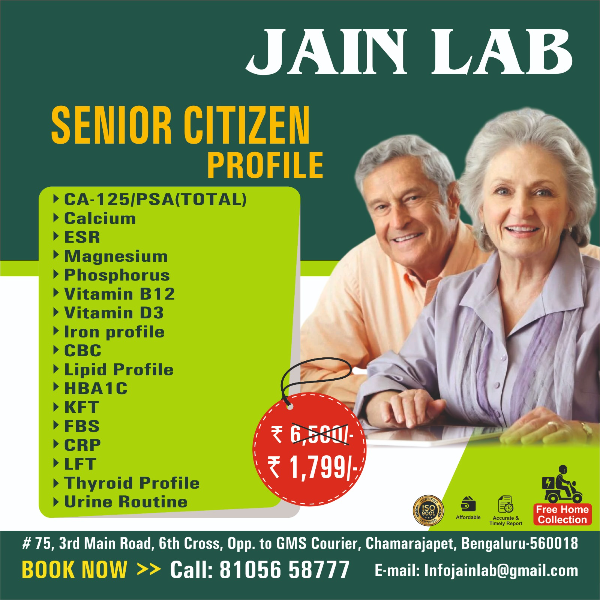 JAIN LAB
SENIOR CITIZEN
PROFILE
CA-125/PSA(TOTAL)
Calcium
ESR
Magnesium
Phosphorus
Vitamin B12
Vitamin D3
Iron profile
CBC
Lipid Profile
HBA1C
KFT
FBS
CRP
LFT
Thyroid Profile
Urine Routine
₹ 6,500/-
₹ 1,799/-
ISO
Affordable
Accurate &
Timely Report
Free Home
Collection
# 75, 3rd Main Road, 6th Cross, Opp. to GMS Courier, Chamarajapet, Bengaluru-560018
BOOK NOW >> Call: 81056 58777 E-mail: Infojainlab@gmail.com